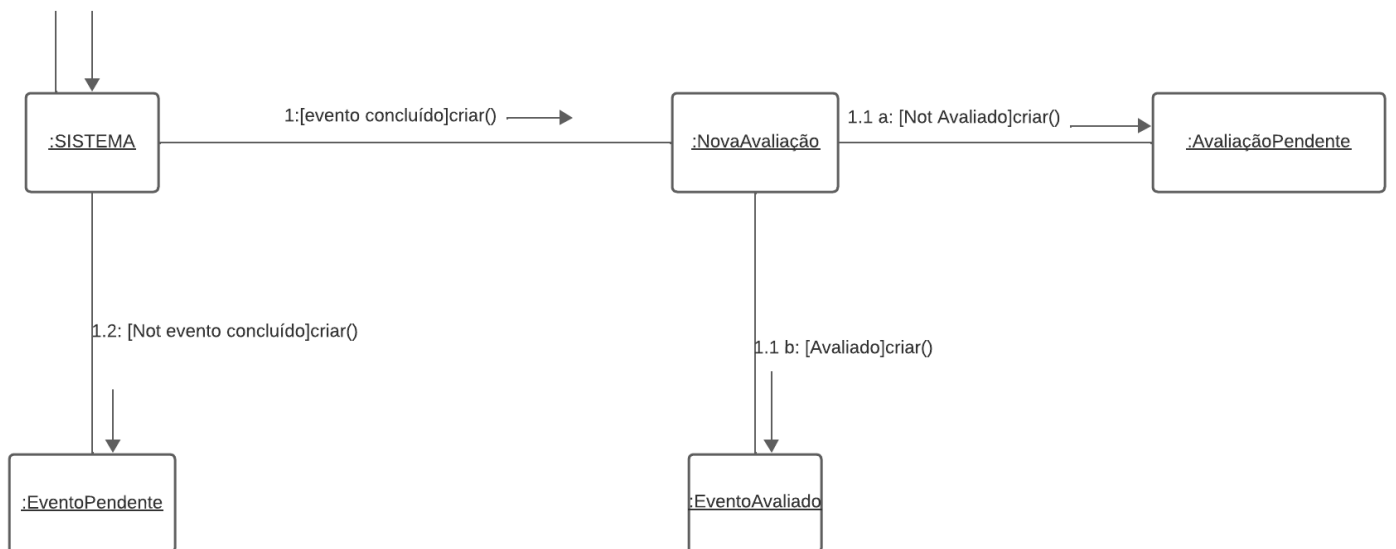 1:[evento concluído]criar()
1.1 a: [Not Avaliado]criar()
:SISTEMA
:NovaAvaliação
:AvaliaçãoPendente
1.2: [Not evento concluído]criar()
1.1 b: [Avaliado]criar()
:EventoPendente
:EventoAvaliado